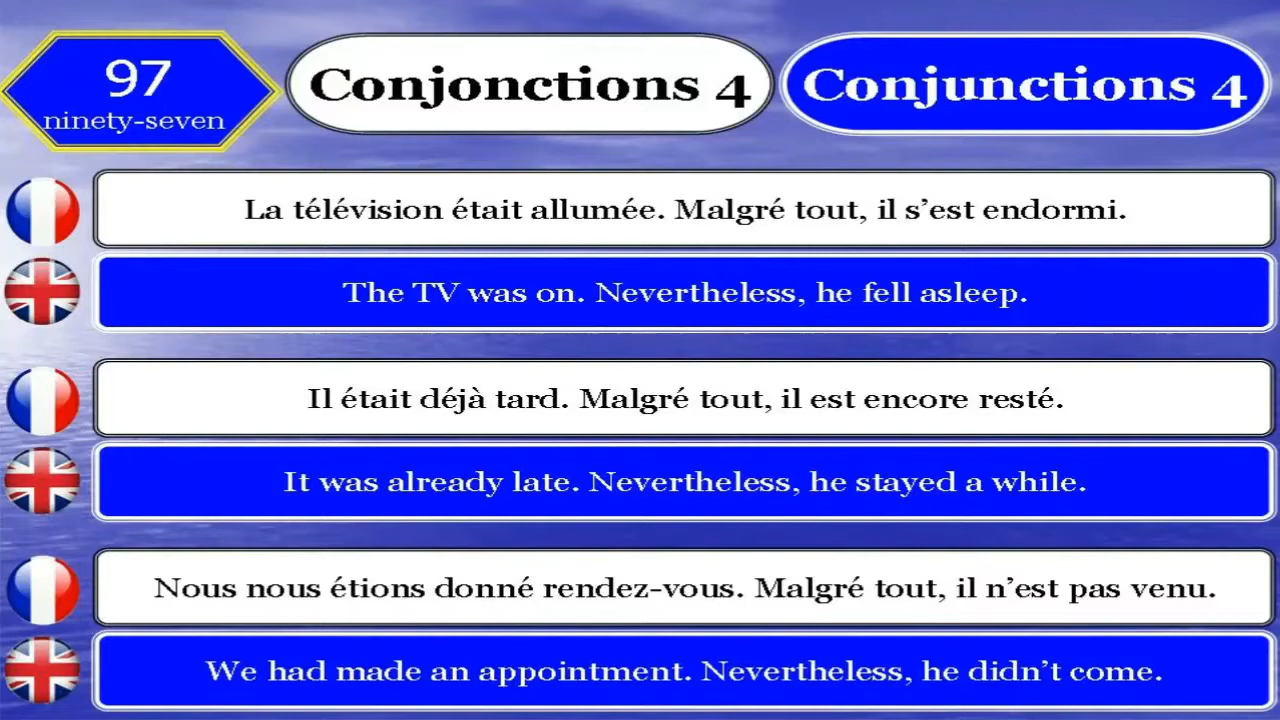 97
ninety-seven
Conjonctions 4
Conjunctions 4
La télévision était allumée. Malgré tout, il s’est endormi.
The TV was on. Nevertheless, he fell asleep.
Il était déjà tard. Malgré tout, il est encore resté.
It was already late. Nevertheless, he stayed a while.
Nous nous étions donné rendez-vous. Malgré tout, il n’est pas venu.
We had made an appointment. Nevertheless, he didn’t come.